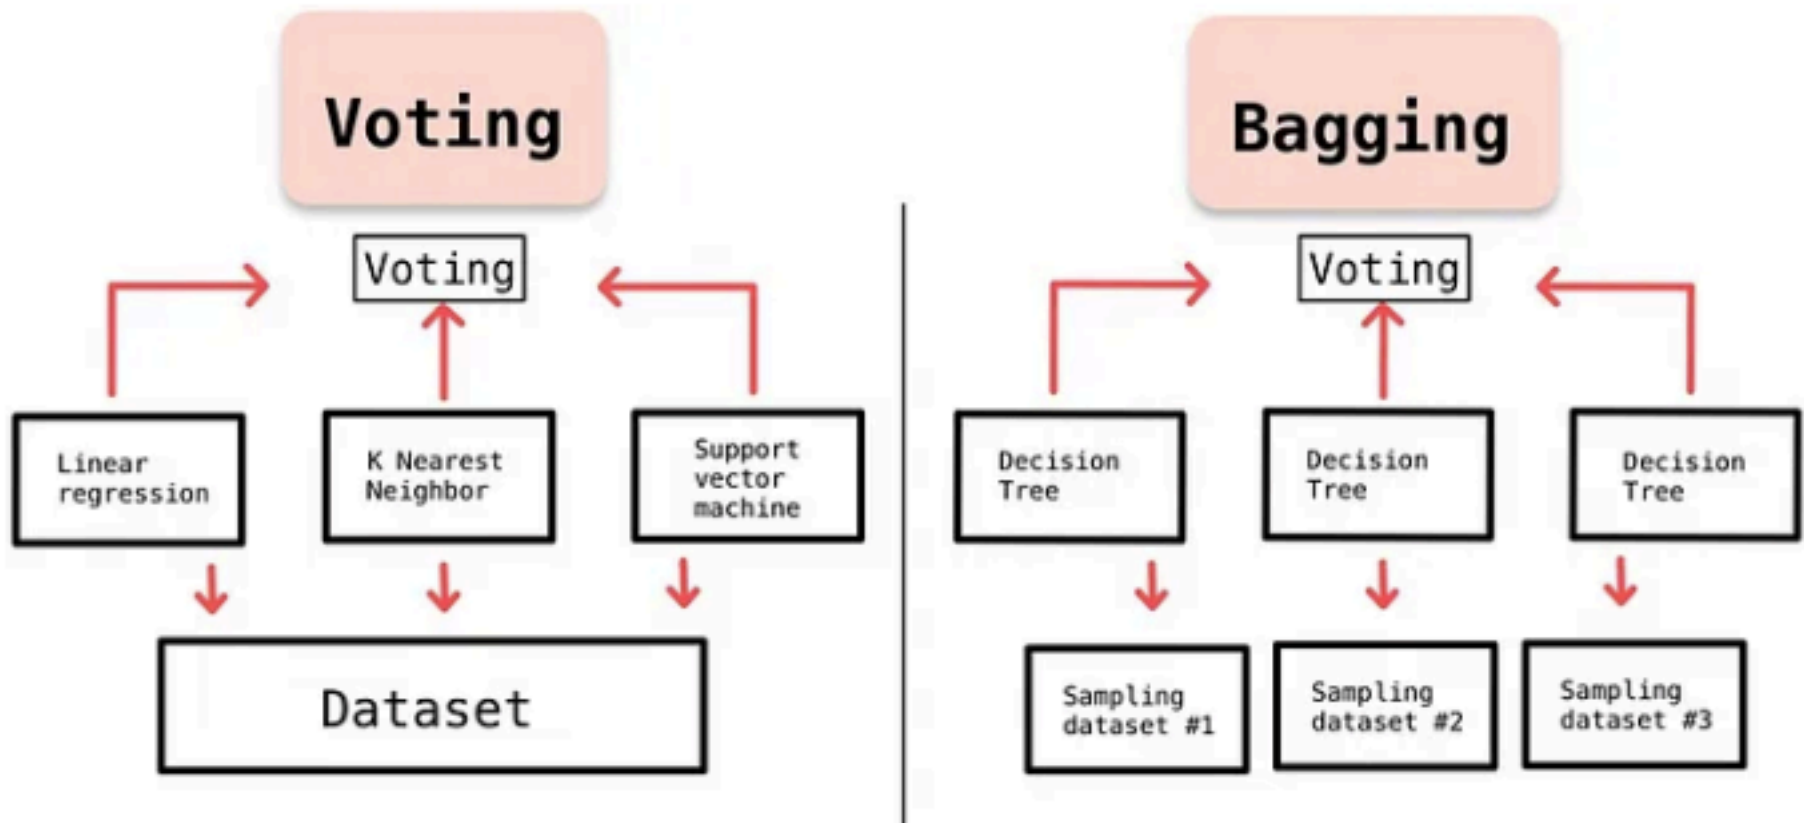 Voting
Voting
Linear
regression
K Nearest
Neighbor
Support
vector
machine
Dataset
Bagging
Voting
Decision
Tree
Decision
Tree
Decision
Tree
Sampling
dataset #1
Sampling
dataset #2
Sampling
dataset #3